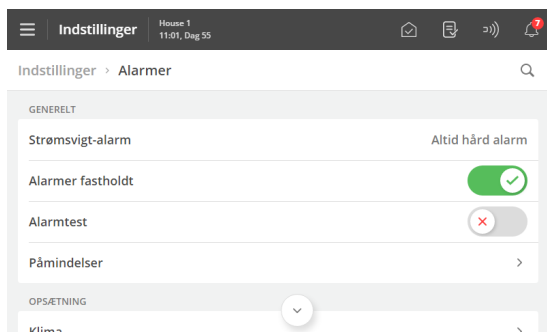 Indstillinger
House 1
11:01, Dag 55
7
Indstillinger > Alarmer
GENERELT
Strømsvigt-alarm Altid hård alarm
Alarmer fastholdt
Alarmtest
Påmindelser
OPSÆTNING
Klima